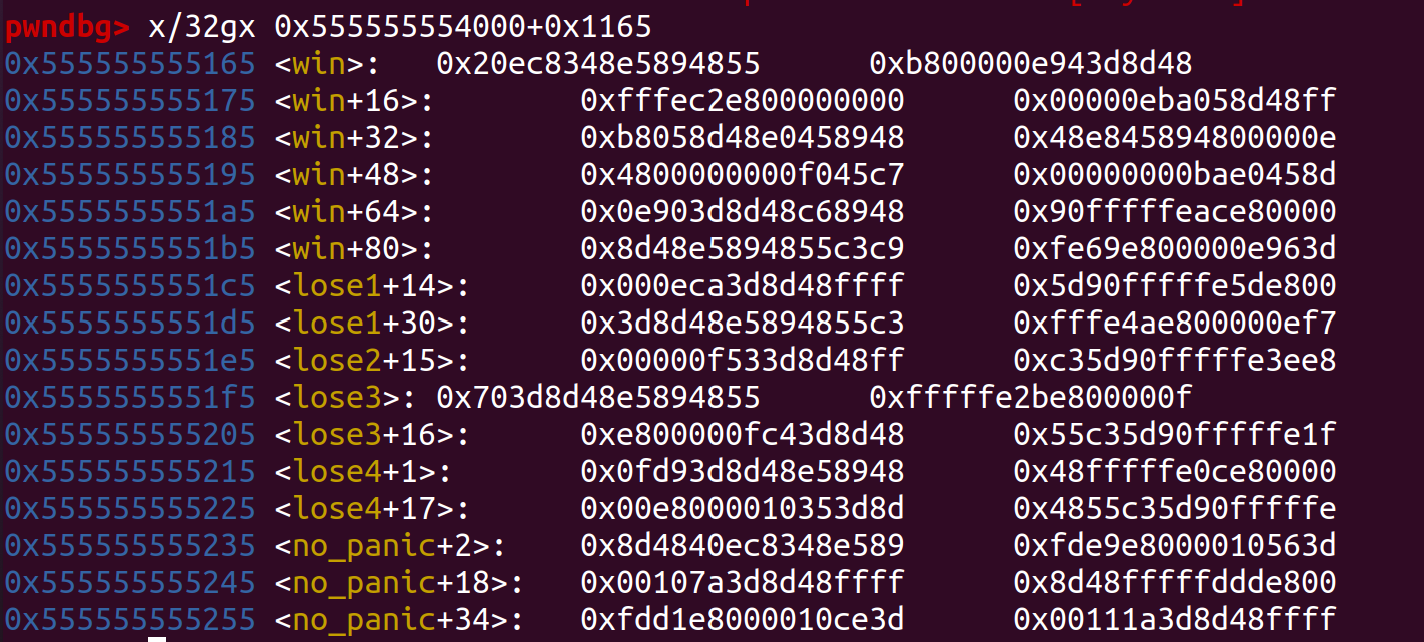 pwndbg> x/32gx 0x555555554000+0x1165
0x555555555165 <win>: 0x20ec8348e5894855 0xb800000e943d8d48
0x555555555175 <win+16>: 0xfffec2e800000000 0x00000eba058d48ff
0x555555555185 <win+32>: 0xb8058d48e0458948 0x48e845894800000e
0x555555555195 <win+48>: 0x4800000000f045c7 0x00000000bae0458d
0x5555555551a5 <win+64>: 0x0e903d8d48c68948 0x90fffffeace80000
0x5555555551b5 <win+80>: 0x8d48e5894855c3c9 0xfe69e800000e963d
0x5555555551c5 <lose1+14>: 0x000eca3d8d48ffff 0x5d90fffffe5de800
0x5555555551d5 <lose1+30>: 0x3d8d48e5894855c3 0xfffe4ae800000ef7
0x5555555551e5 <lose2+15>: 0x00000f533d8d48ff 0xc35d90fffffe3ee8
0x5555555551f5 <lose3>: 0x703d8d48e5894855 0xfffffe2be800000f
0x555555555205 <lose3+16>: 0xe800000fc43d8d48 0x55c35d90fffffe1f
0x555555555215 <lose4+1>: 0x0fd93d8d48e58948 0x48fffffe0ce80000
0x555555555225 <lose4+17>: 0x00e8000010353d8d 0x4855c35d90fffffe
0x555555555235 <no_panic+2>: 0x8d4840ec8348e589 0xfde9e8000010563d
0x555555555245 <no_panic+18>: 0x00107a3d8d48ffff 0x8d48fffffddde800
0x555555555255 <no_panic+34>: 0xfdd1e8000010ce3d 0x00111a3d8d48ffff